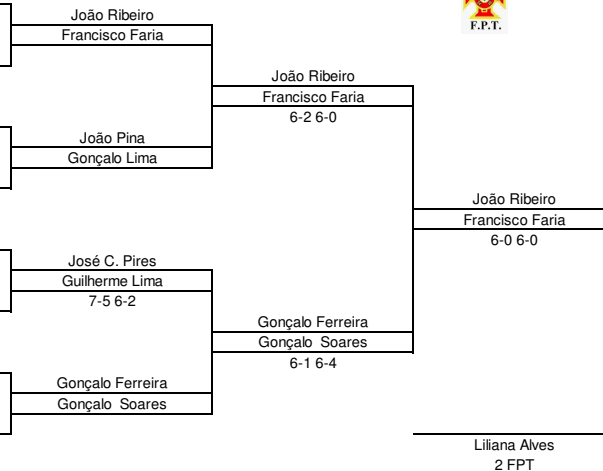 João Ribeiro
Francisco Faria
F.P.T.
João Ribeiro
Francisco Faria
6-2 6-0
João Pina
Gonçalo Lima
João Ribeiro
Francisco Faria
6-0 6-0
José C. Pires
Guilherme Lima
7-5 6-2
Gonçalo Ferreira
Gonçalo Soares
6-1 6-4
Gonçalo Ferreira
Gonçalo Soares
Liliana Alves
2 FPT